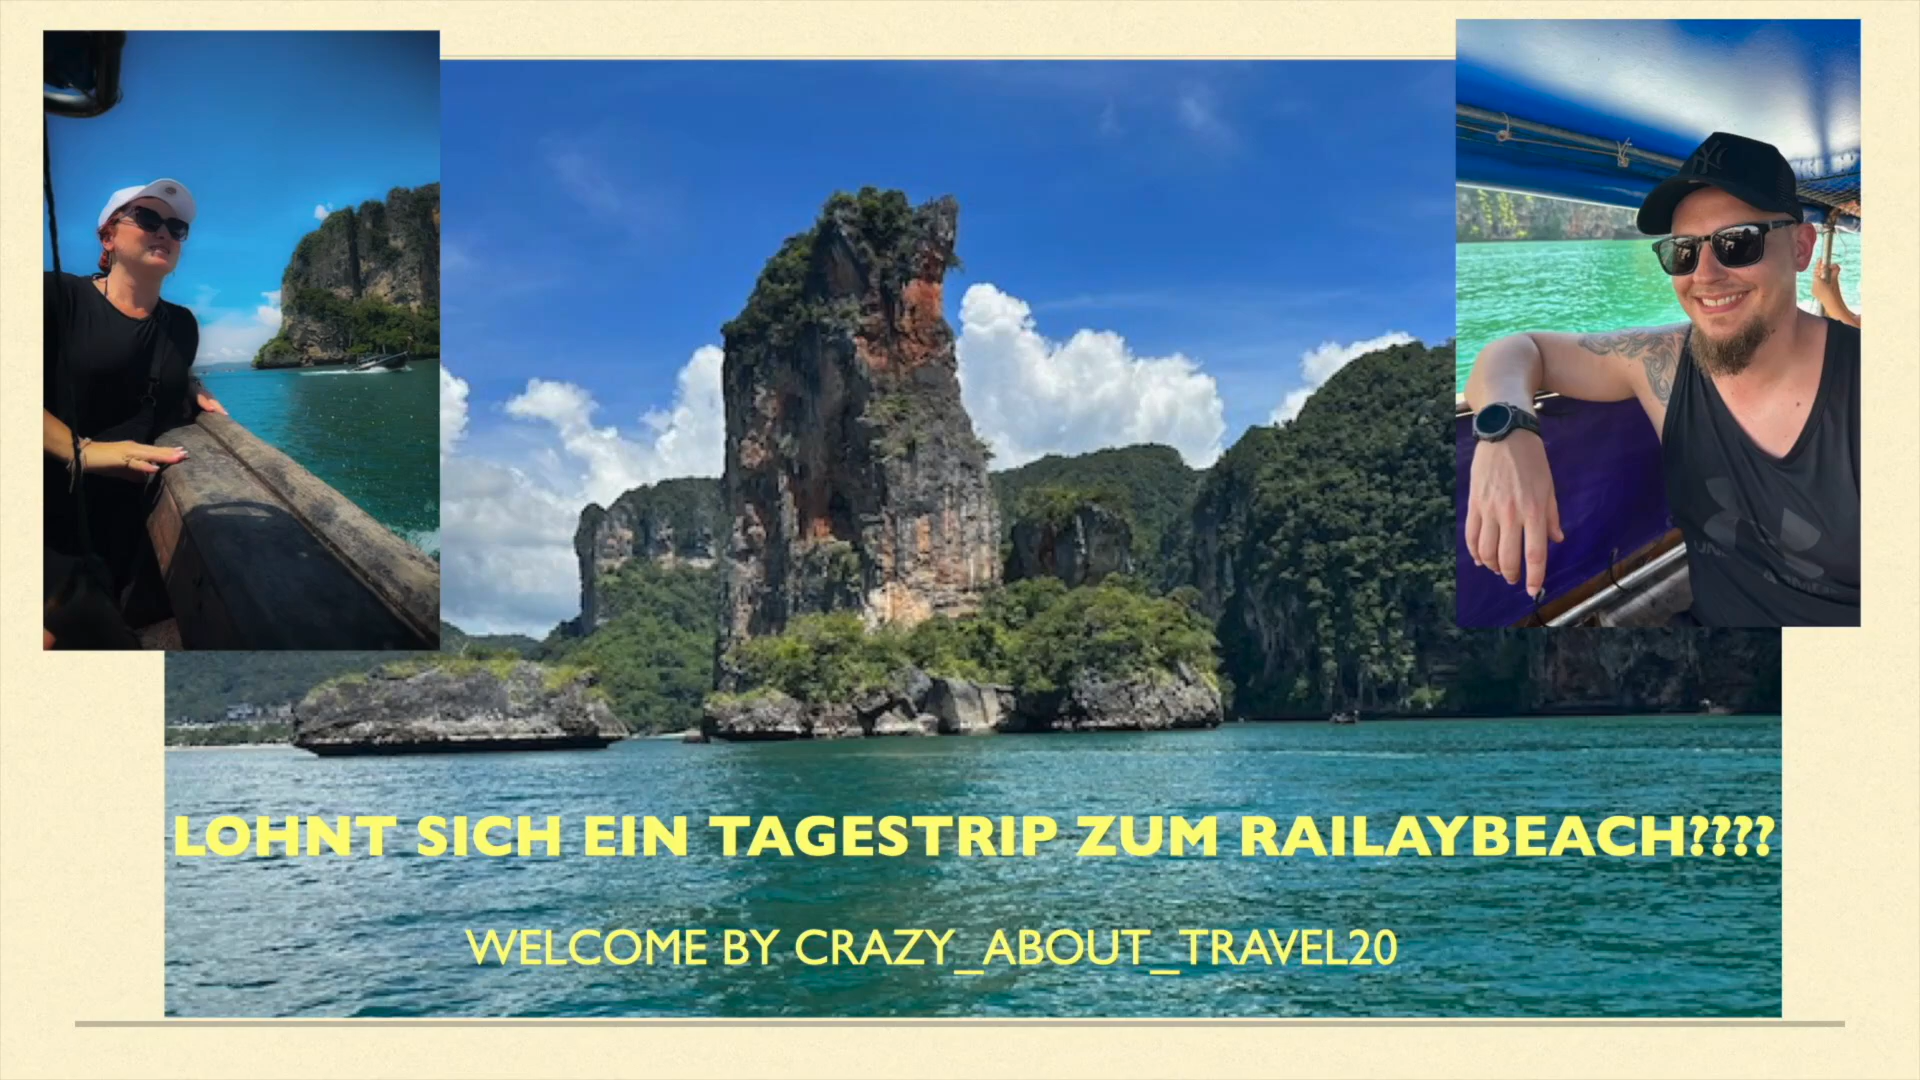 LOHNT SICH EIN TAGESTRIP ZUM RAILAYBEACH????
WELCOME BY CRAZY_ABOUT_TRAVEL20